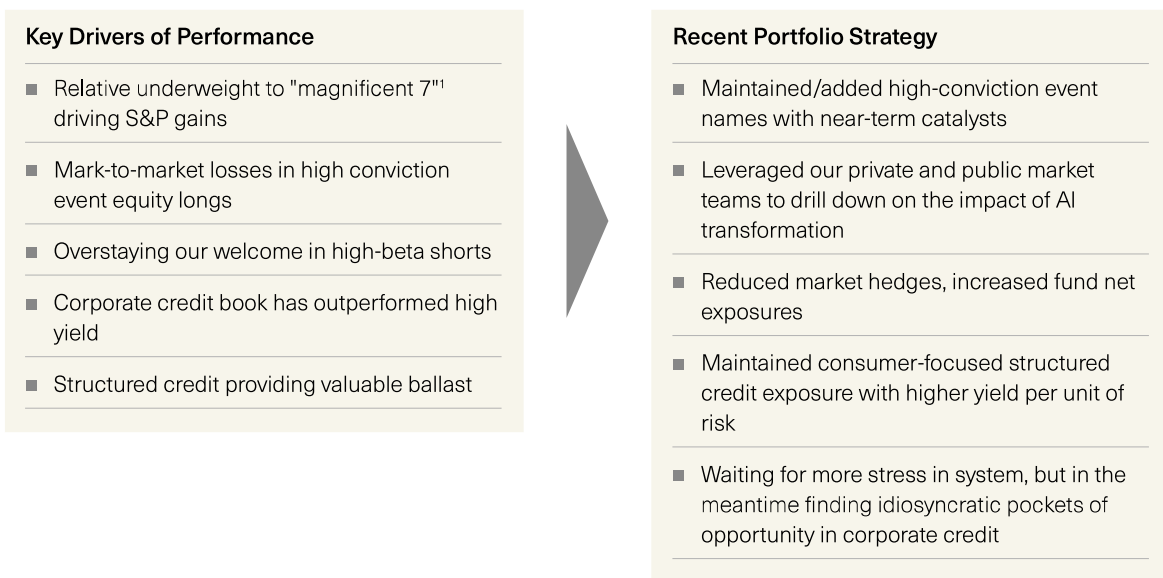 Key Drivers of Performance
■ Relative underweight to "magnificent 7"¹
driving S&P gains
■ Mark-to-market losses in high conviction
event equity longs
■ Overstaying our welcome in high-beta shorts
■ Corporate credit book has outperformed high
yield
■ Structured credit providing valuable ballast
Recent Portfolio Strategy
■ Maintained/added high-conviction event
names with near-term catalysts
■ Leveraged our private and public market
teams to drill down on the impact of AI
transformation
■ Reduced market hedges, increased fund net
exposures
■ Maintained consumer-focused structured
credit exposure with higher yield per unit of
risk
■ Waiting for more stress in system, but in the
meantime finding idiosyncratic pockets of
opportunity in corporate credit